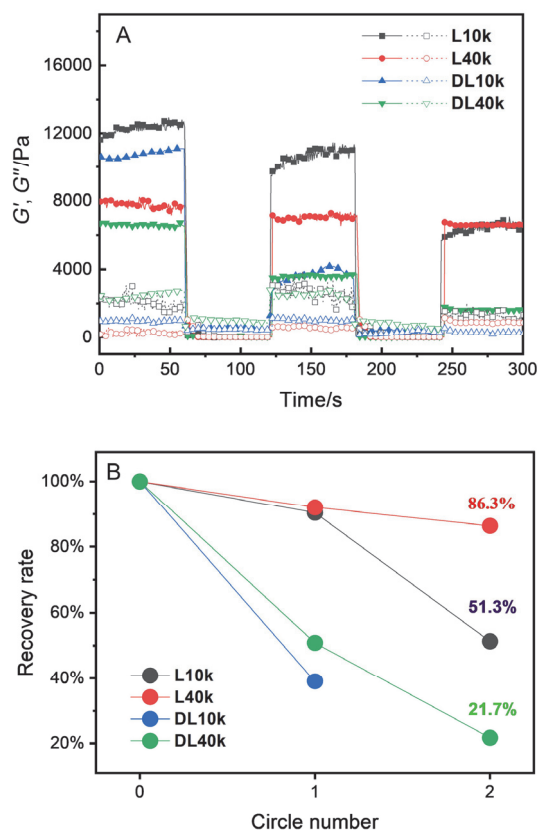 A
L10k
L40k
DL10k
DL40k
16000
12000
8000
4000
0
G′, G″/Pa
0 50 100 150 200 250 300
Time/s
B
100%
80%
60%
40%
20%
Recovery rate
86.3%
51.3%
21.7%
L10k
L40k
DL10k
DL40k
0 1 2
Circle number